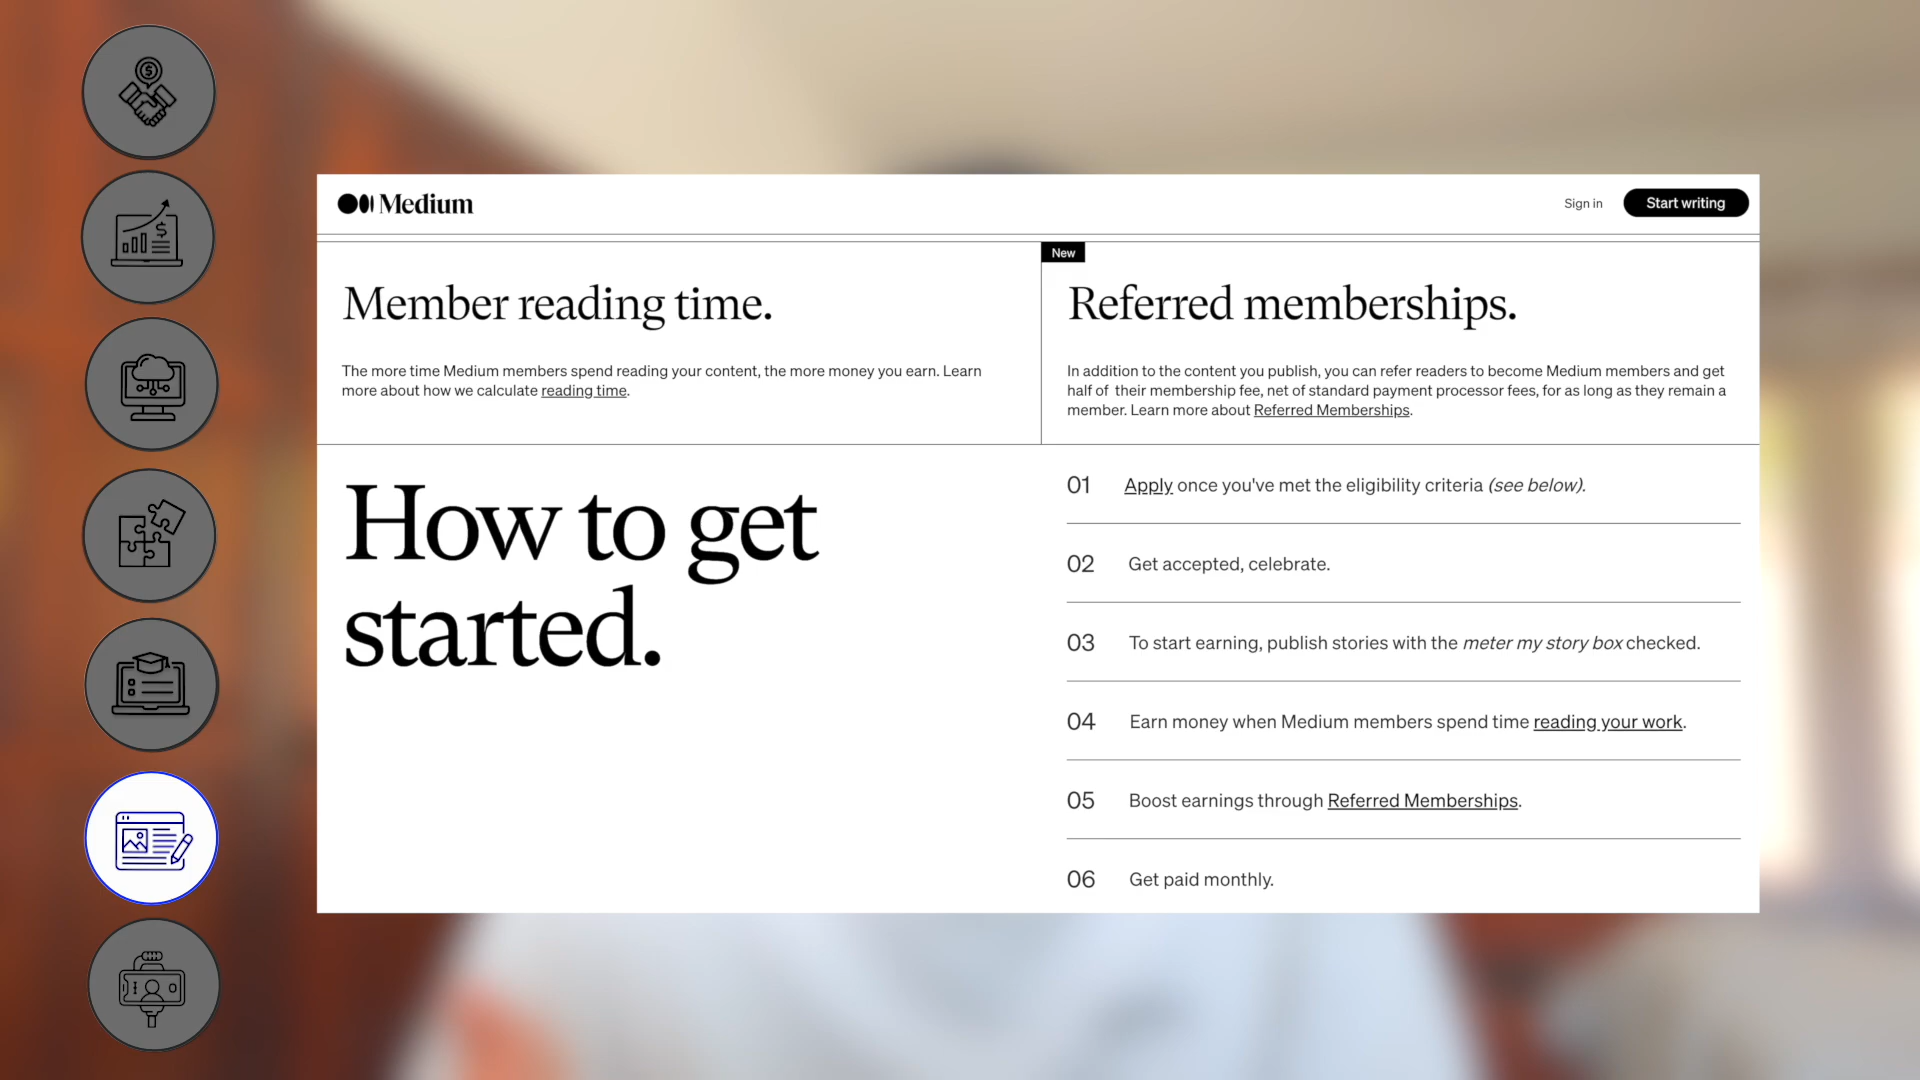 Medium
Sign in
Start writing
New
Member reading time.
The more time Medium members spend reading your content, the more money you earn. Learn
more about how we calculate reading time.
Referred memberships.
In addition to the content you publish, you can refer readers to become Medium members and get
half of their membership fee, net of standard payment processor fees, for as long as they remain a
member. Learn more about Referred Memberships.
How to get
started.
01 Apply once you've met the eligibility criteria (see below).
02 Get accepted, celebrate.
03 To start earning, publish stories with the meter my story box checked.
04 Earn money when Medium members spend time reading your work.
05 Boost earnings through Referred Memberships.
06 Get paid monthly.